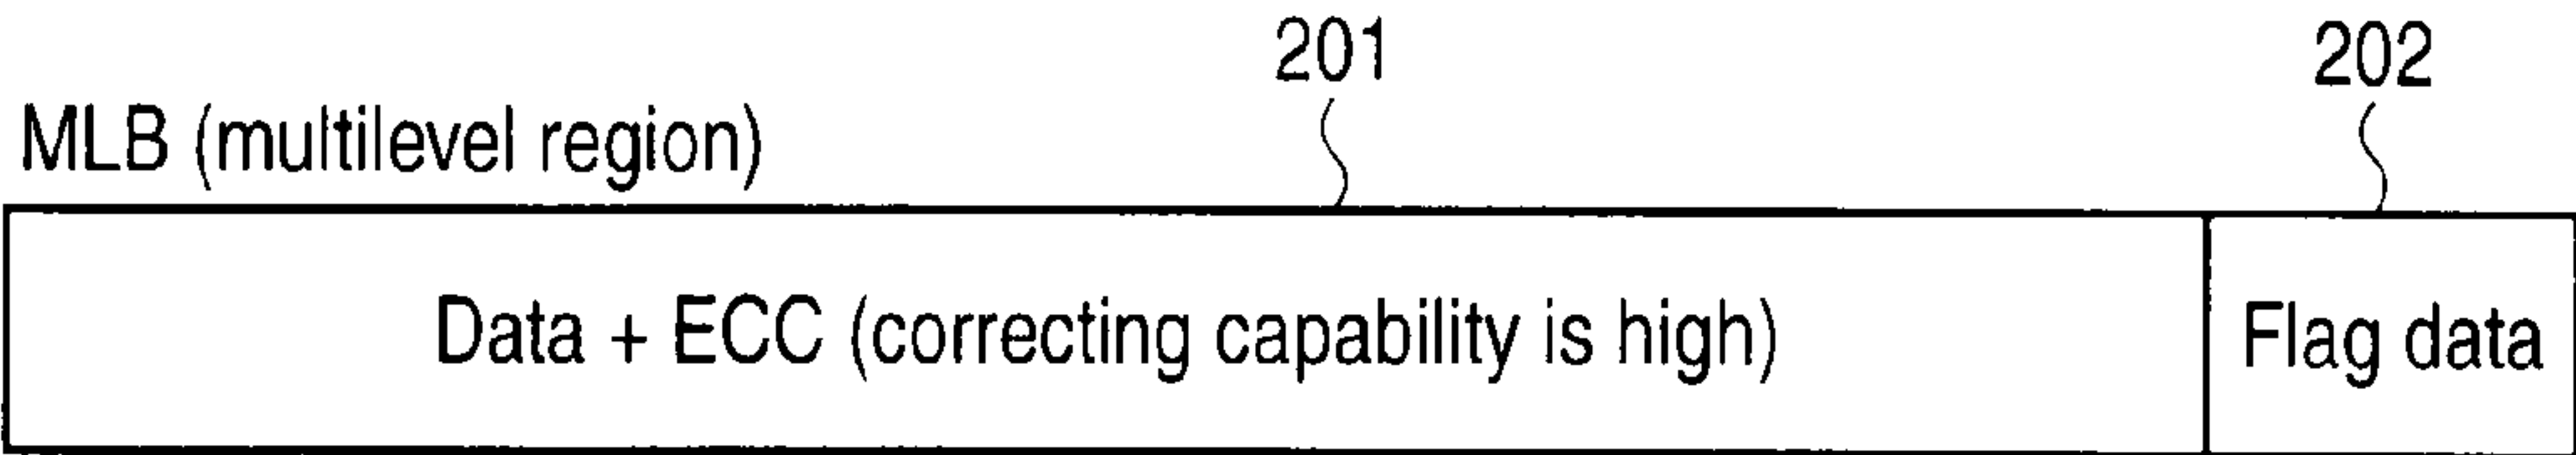 201
202
MLB (multilevel region)
Data + ECC (correcting capability is high)
Flag data